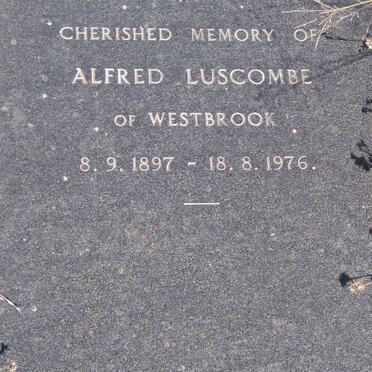 CHERISHED MEMORY OF
ALFRED LUSCOMBE
OF WESTBROOK
8. 9. 1897 - 18. 8. 1976.